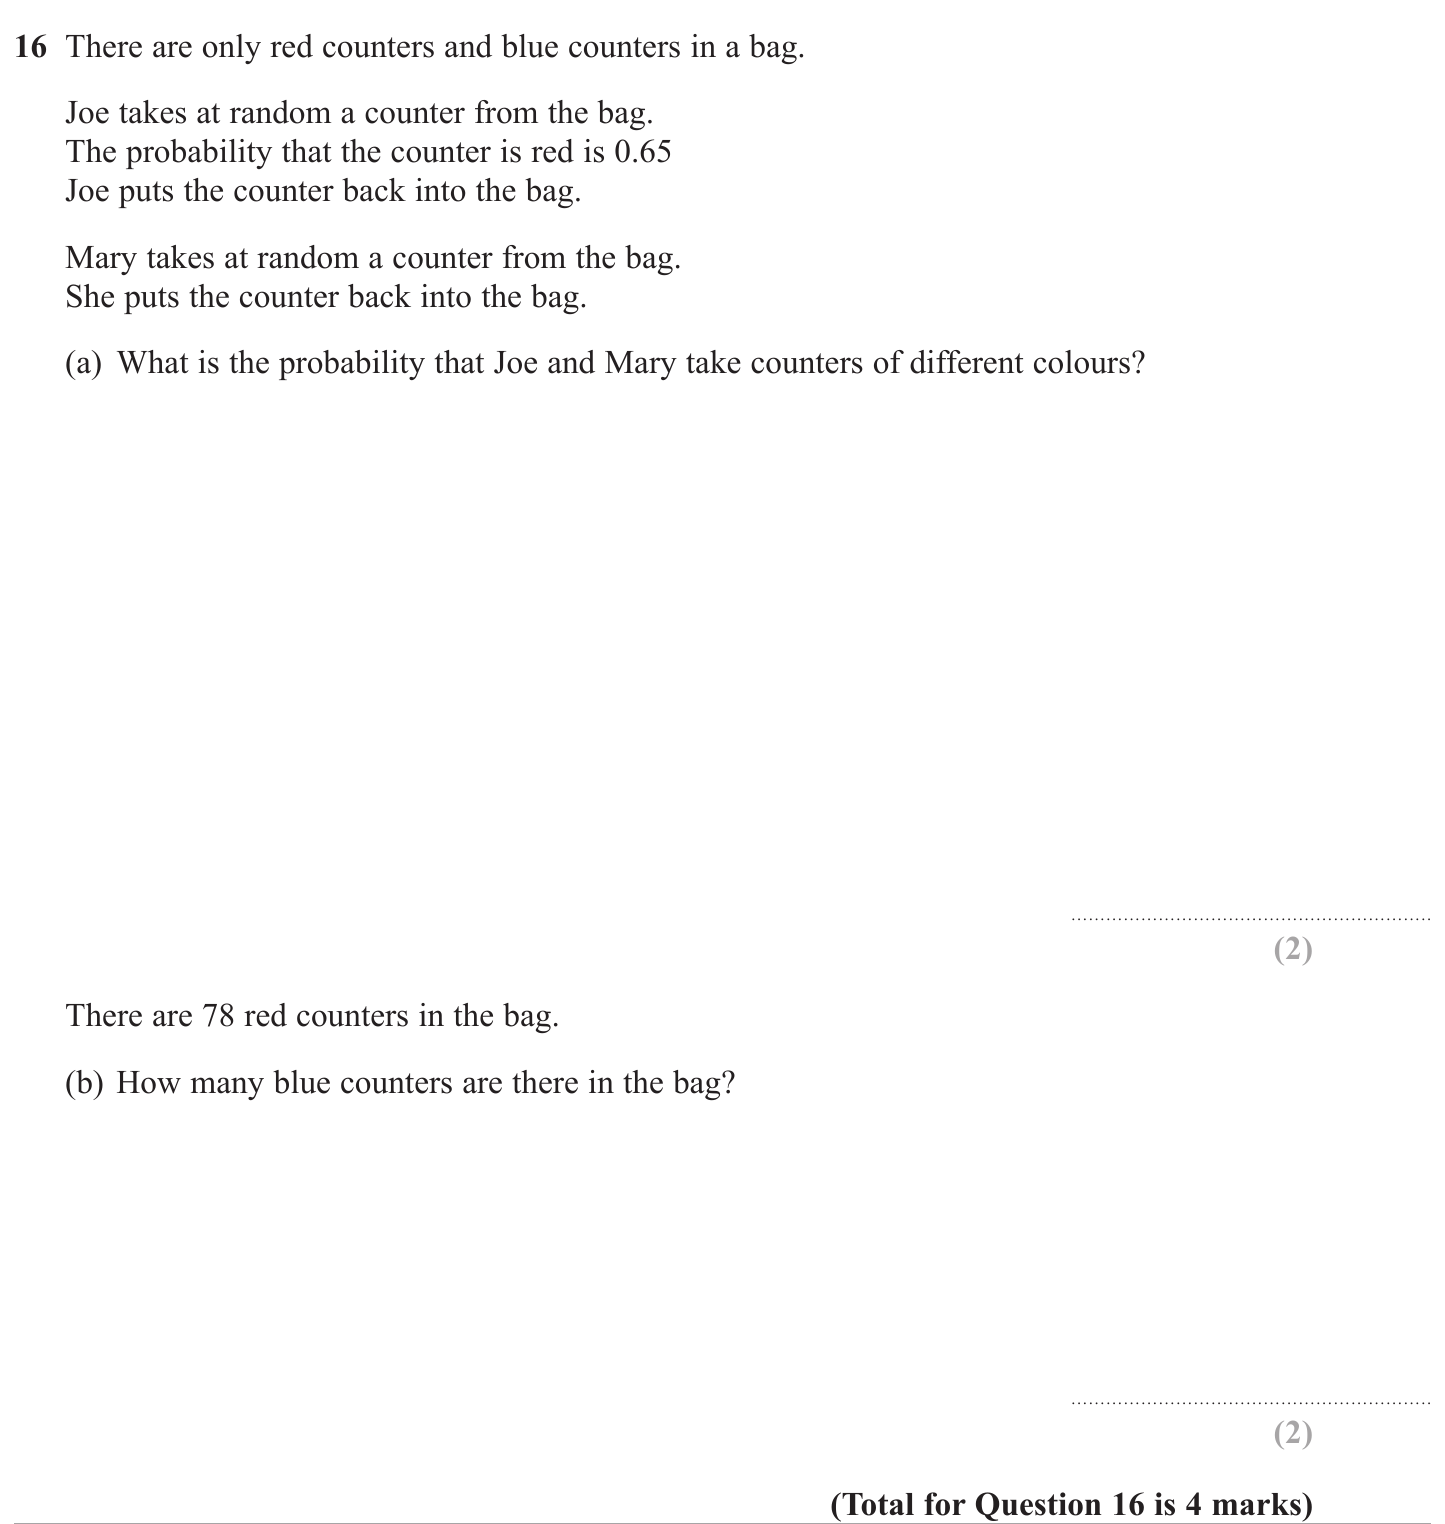 16 There are only red counters and blue counters in a bag.
Joe takes at random a counter from the bag.
The probability that the counter is red is 0.65
Joe puts the counter back into the bag.
Mary takes at random a counter from the bag.
She puts the counter back into the bag.
(a) What is the probability that Joe and Mary take counters of different colours?
(2)
There are 78 red counters in the bag.
(b) How many blue counters are there in the bag?
(2)
(Total for Question 16 is 4 marks)